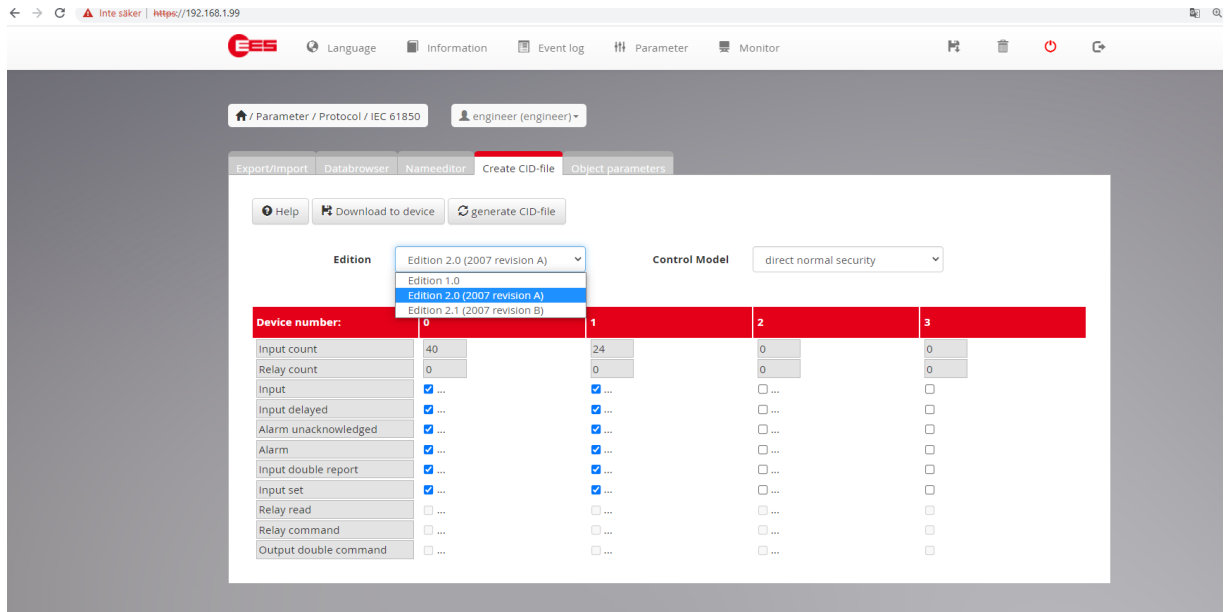 Inte säker | https://192.168.1.99
EES Language Information Event log Parameter Monitor
/ Parameter / Protocol / IEC 61850 engineer (engineer)
Export/Import Databrowser Nameeditor Create CID-file Object parameters
Help Download to device generate CID-file
Edition Edition 2.0 (2007 revision A) Control Model direct normal security
Edition 1.0
Edition 2.0 (2007 revision A)
Edition 2.1 (2007 revision B)
Device number: 0 1 2 3
Input count 40 24 0 0
Relay count 0 0 0 0
Input ... ... ...
Input delayed ... ... ...
Alarm unacknowledged ... ... ...
Alarm ... ... ...
Input double report ... ... ...
Input set ... ... ...
Relay read ... ... ...
Relay command ... ... ...
Output double command ... ... ...